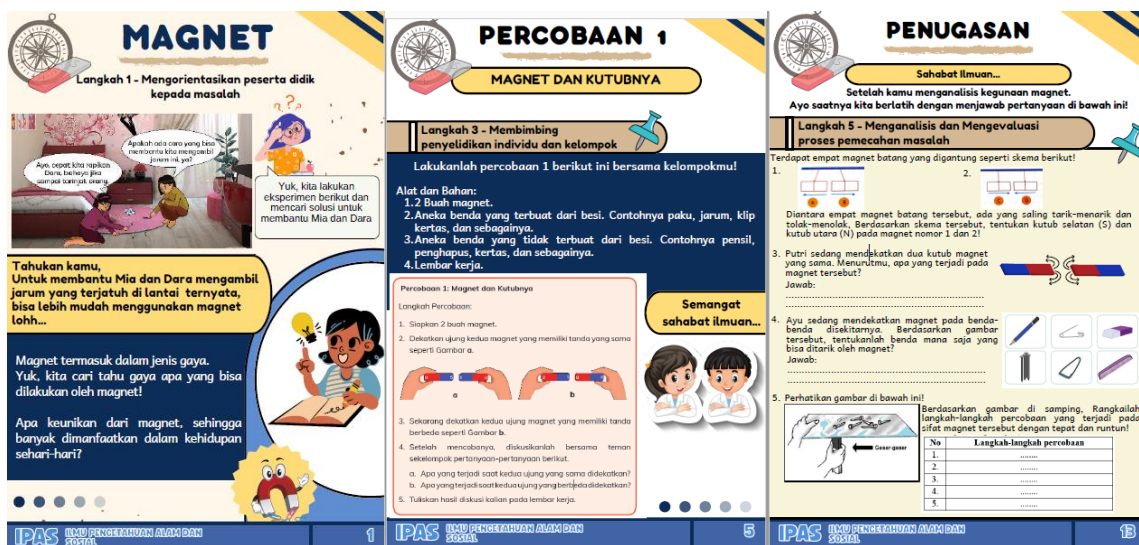 MAGNET
Langkah 1 - Mengorientasikan peserta didik
kepada masalah
Ayo, cepat kita rapikan
Dara, bahaya jika
sampai terinjak orang.
Apakah ada cara yang bisa
membantu kita mengambil
jarum ini, ya?
???
Yuk, kita lakukan
eksperimen berikut dan
mencari solusi untuk
membantu Mia dan Dara
Tahukan kamu,
Untuk membantu Mia dan Dara mengambil
jarum yang terjatuh di lantai ternyata,
bisa lebih mudah menggunakan magnet
lohh...
Magnet termasuk dalam jenis gaya.
Yuk, kita cari tahu gaya apa yang bisa
dilakukan oleh magnet!
Apa keunikan dari magnet, sehingga
banyak dimanfaatkan dalam kehidupan
sehari-hari?
IPAS ILMU PENGETAHUAN ALAM DAN
SOSIAL
1
PERCOBAAN 1
MAGNET DAN KUTUBNYA
Langkah 3 - Membimbing
penyelidikan individu dan kelompok
Lakukanlah percobaan 1 berikut ini bersama kelompokmu!
Alat dan Bahan:
1.2 Buah magnet.
2.Aneka benda yang terbuat dari besi. Contohnya paku, jarum, klip
kertas, dan sebagainya.
3.Aneka benda yang tidak terbuat dari besi. Contohnya pensil,
penghapus, kertas, dan sebagainya.
4.Lembar kerja.
Percobaan 1: Magnet dan Kutubnya
Langkah Percobaan:
1. Siapkan 2 buah magnet.
2. Dekatkan ujung kedua magnet yang memiliki tanda yang sama
seperti Gambar a.
a
b
3. Sekarang dekatkan kedua ujung magnet yang memiliki tanda
berbeda seperti Gambar b.
4. Setelah mencobanya, diskusikanlah bersama teman
sekelompok pertanyaan-pertanyaan berikut.
a. Apa yang terjadi saat kedua ujung yang sama didekatkan?
b. Apa yang terjadi saat kedua ujung yang berbeda didekatkan?
5. Tuliskan hasil diskusi kalian pada lembar kerja.
Semangat
sahabat ilmuan...
IPAS ILMU PENGETAHUAN ALAM DAN
SOSIAL
5
PENUGASAN
Sahabat Ilmuan...
Setelah kamu menganalisis kegunaan magnet.
Ayo saatnya kita berlatih dengan menjawab pertanyaan di bawah ini!
Langkah 5 - Menganalisis dan Mengevaluasi
proses pemecahan masalah
Terdapat empat magnet batang yang digantung seperti skema berikut!
1.
2.
Diantara empat magnet batang tersebut, ada yang saling tarik-menarik dan
tolak-menolak, Berdasarkan skema tersebut, tentukan kutub selatan (S) dan
kutub utara (N) pada magnet nomor 1 dan 2!
3. Putri sedang mendekatkan dua kutub magnet
yang sama. Menurutmu, apa yang terjadi pada
magnet tersebut?
Jawab:
4. Ayu sedang mendekatkan magnet pada benda-
benda disekitarnya. Berdasarkan gambar
tersebut, tentukanlah benda mana saja yang
bisa ditarik oleh magnet?
Jawab:
5. Perhatikan gambar di bawah ini!
Geser-geser
Berdasarkan gambar di samping, Rangkailah
langkah-langkah percobaan yang terjadi pada
sifat magnet tersebut dengan tepat dan runtun!
No Langkah-langkah percobaan
1. ........
2. ........
3. ........
4. ........
5. ........
IPAS ILMU PENGETAHUAN ALAM DAN
SOSIAL
13